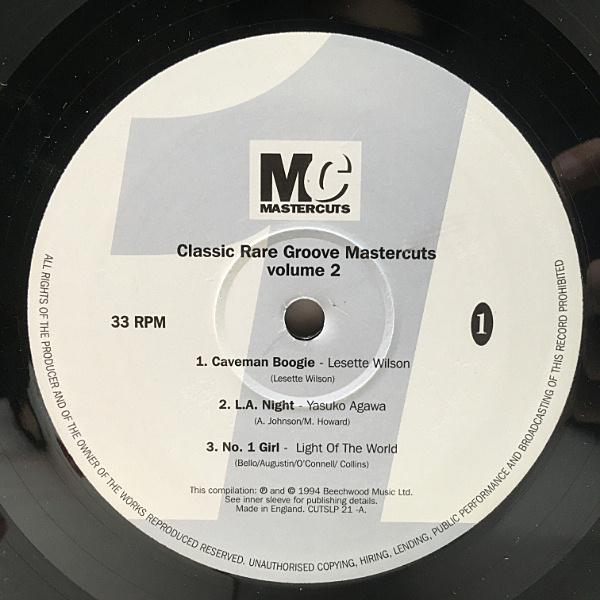 MC
MASTERCUTS
Classic Rare Groove Mastercuts
volume 2
33 RPM
1
1. Caveman Boogie - Lesette Wilson
(Lesette Wilson)
2. L.A. Night - Yasuko Agawa
(A. Johnson/M. Howard)
3. No. 1 Girl - Light Of The World
(Bello/Augustin/O'Connell/ Collins)
This compilation: ℗ and © 1994 Beechwood Music Ltd.
See inner sleeve for publishing details.
Made in England. CUTSLP 21 -A.
ALL RIGHTS OF THE PRODUCER AND OF THE OWNER OF THE WORKS REPRODUCED RESERVED. UNAUTHORISED COPYING, HIRING, LENDING, PUBLIC PERFORMANCE AND BROADCASTING OF THIS RECORD PROHIBITED